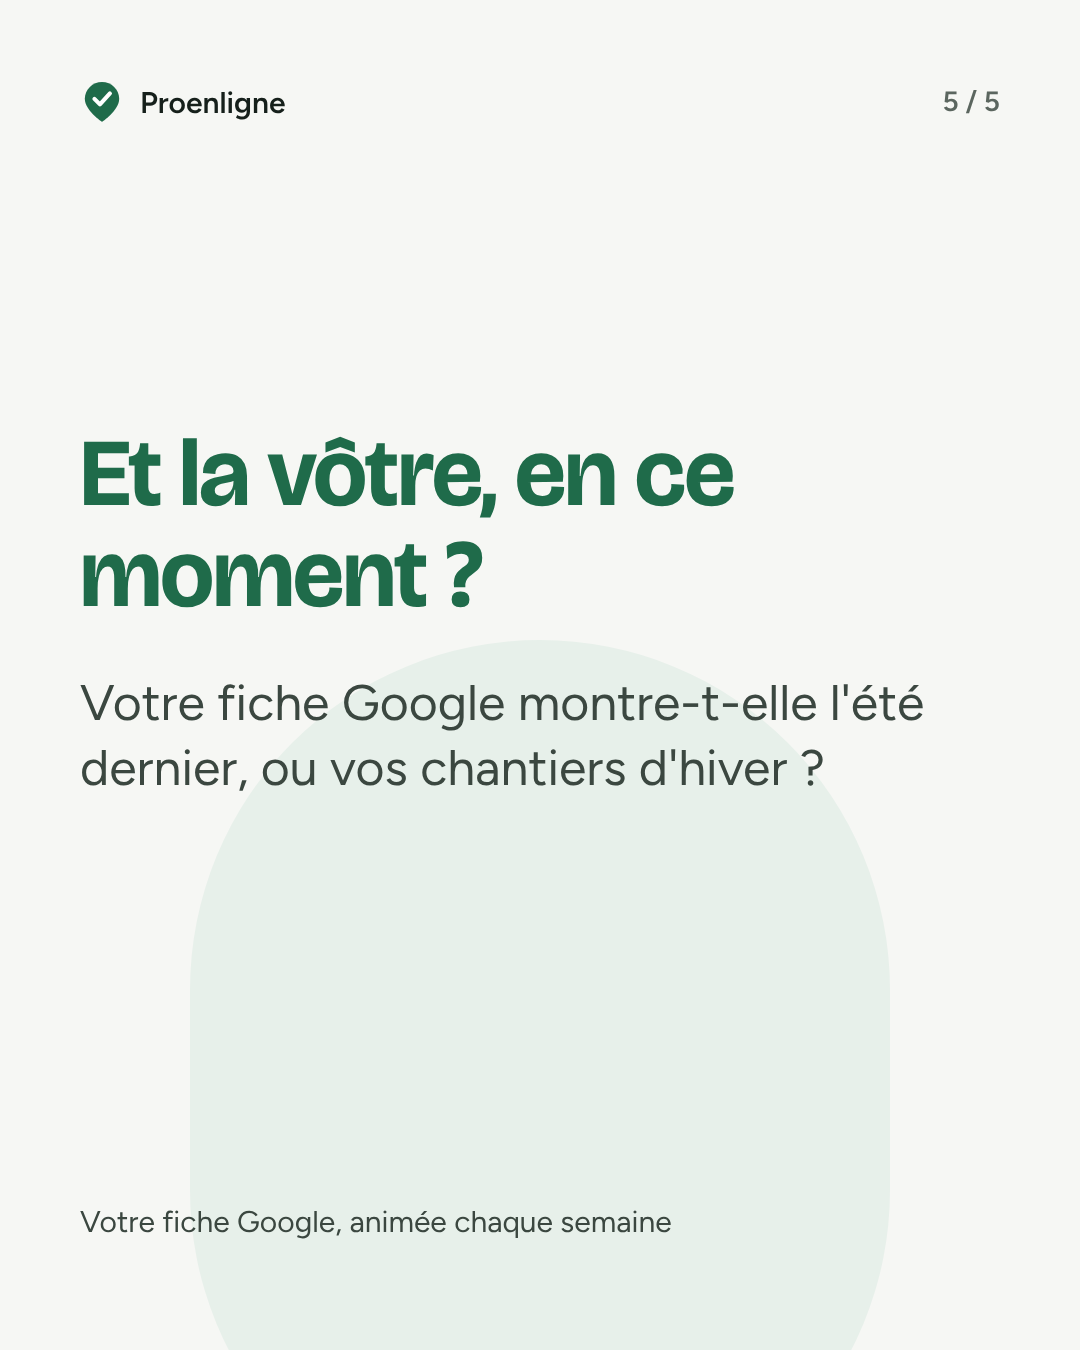 Proenligne
5 / 5
Et la vôtre, en ce
moment ?
Votre fiche Google montre-t-elle l'été
dernier, ou vos chantiers d'hiver ?
Votre fiche Google, animée chaque semaine